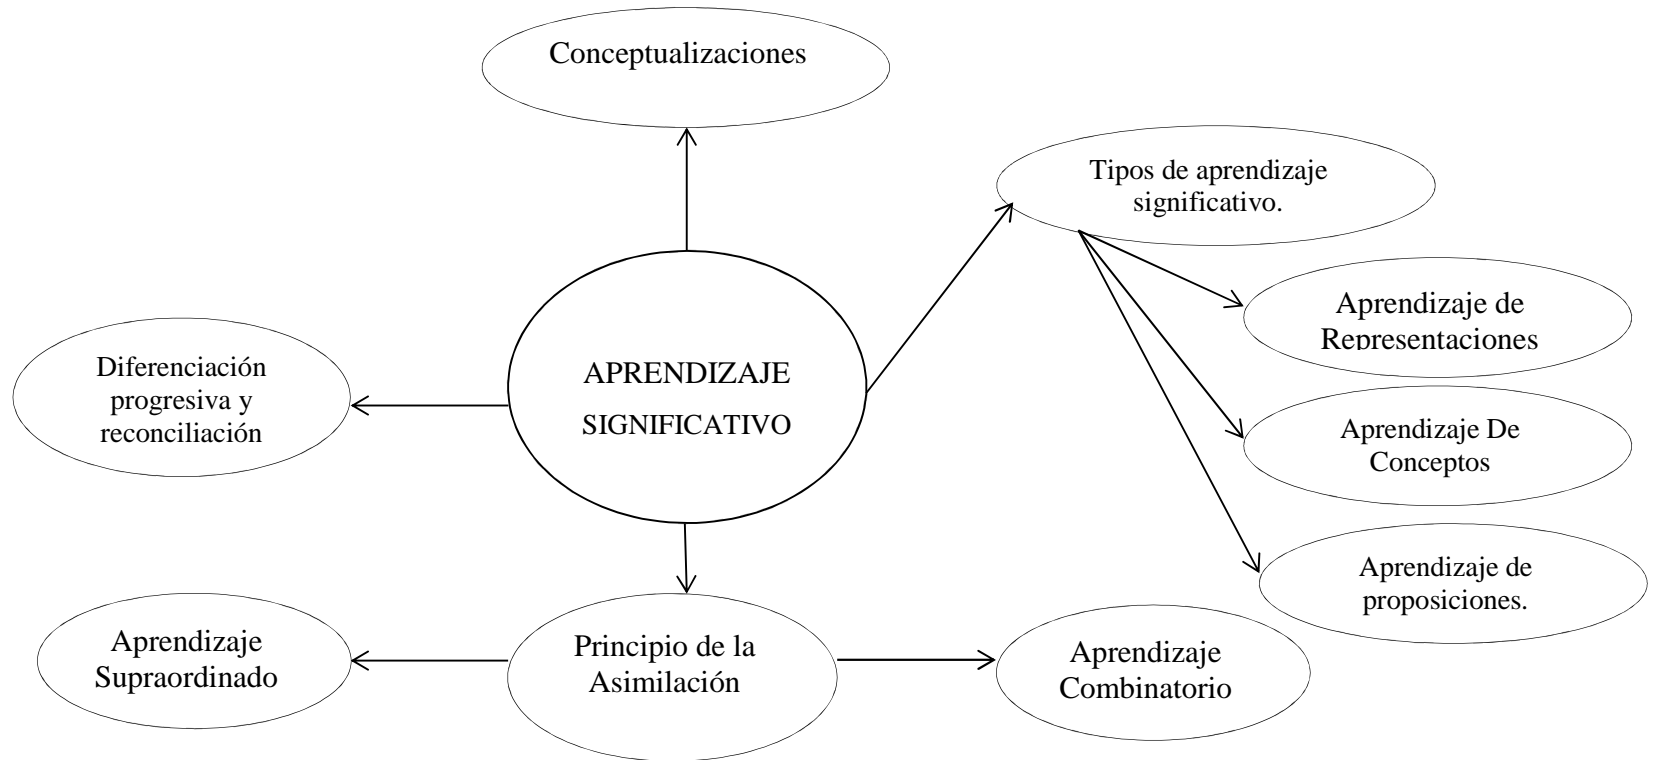 Conceptualizaciones
Tipos de aprendizaje
significativo.
Aprendizaje de
Representaciones
Diferenciación
progresiva y
reconciliación
APRENDIZAJE
SIGNIFICATIVO
Aprendizaje De
Conceptos
Aprendizaje de
proposiciones.
Aprendizaje
Supraordinado
Principio de la
Asimilación
Aprendizaje
Combinatorio